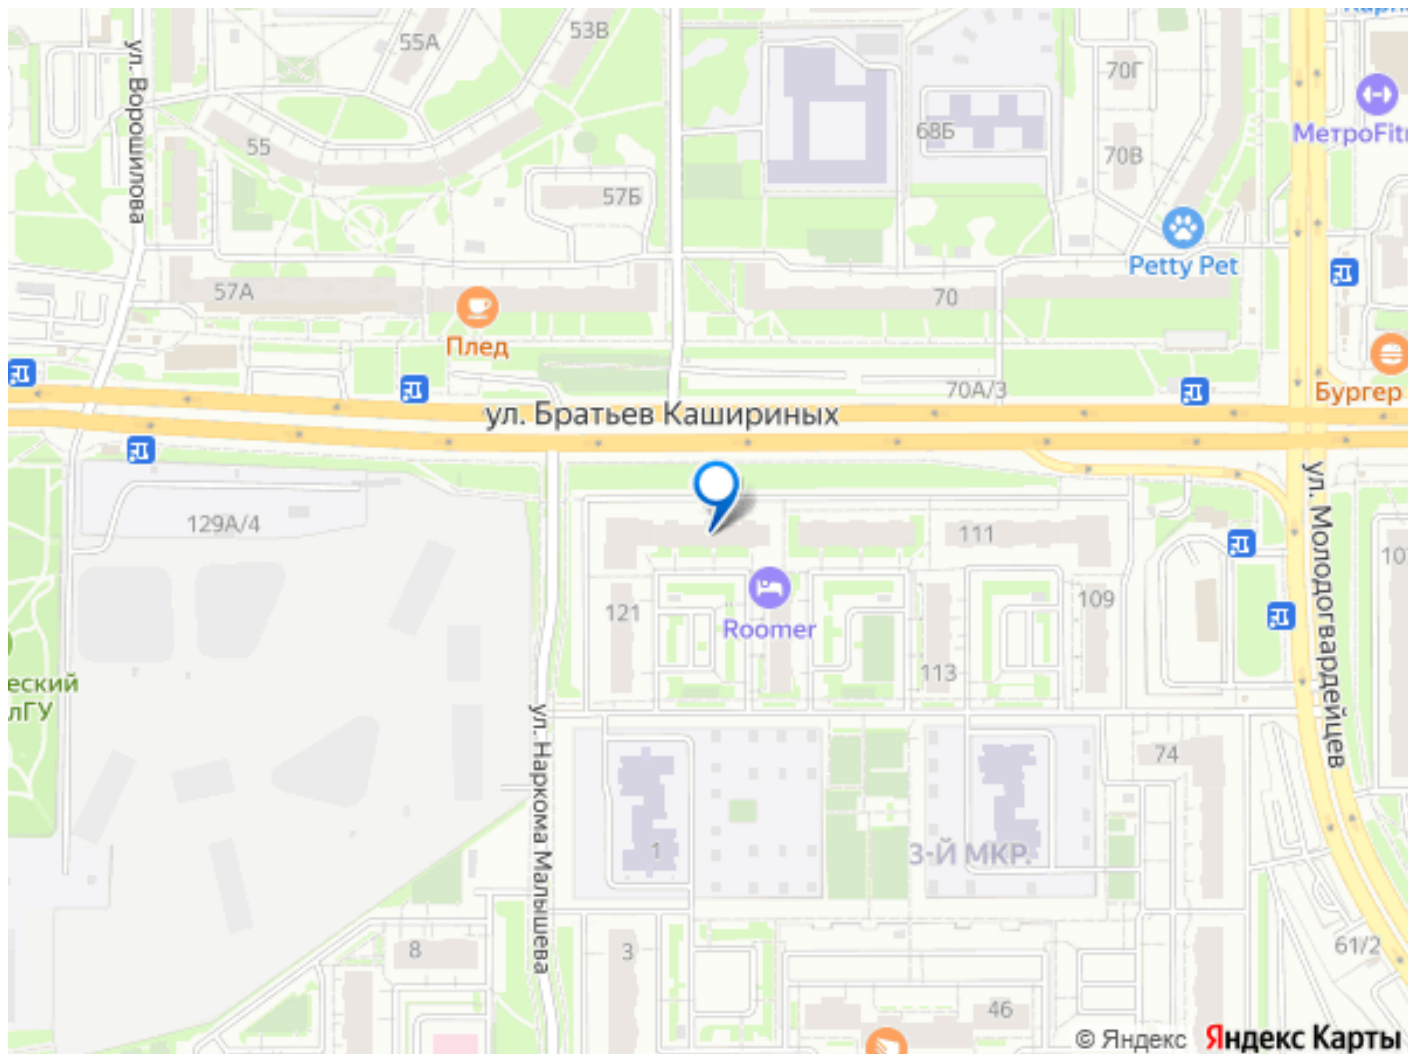 53В
55А
ул. Ворошилова
70Г
68Б
МетроFit
55
70В
57Б
Petty Pet
57А
70
Плед
70А/3
Бургер
ул. Братьев Кашириных
129А/4
111
ул. Молодогвардейцев
121
109
Roomer
113
еский
лГУ
ул. Наркома Малышева
74
1
3-Й МКР.
8
3
61/2
46
© Яндекс Яндекс Карты